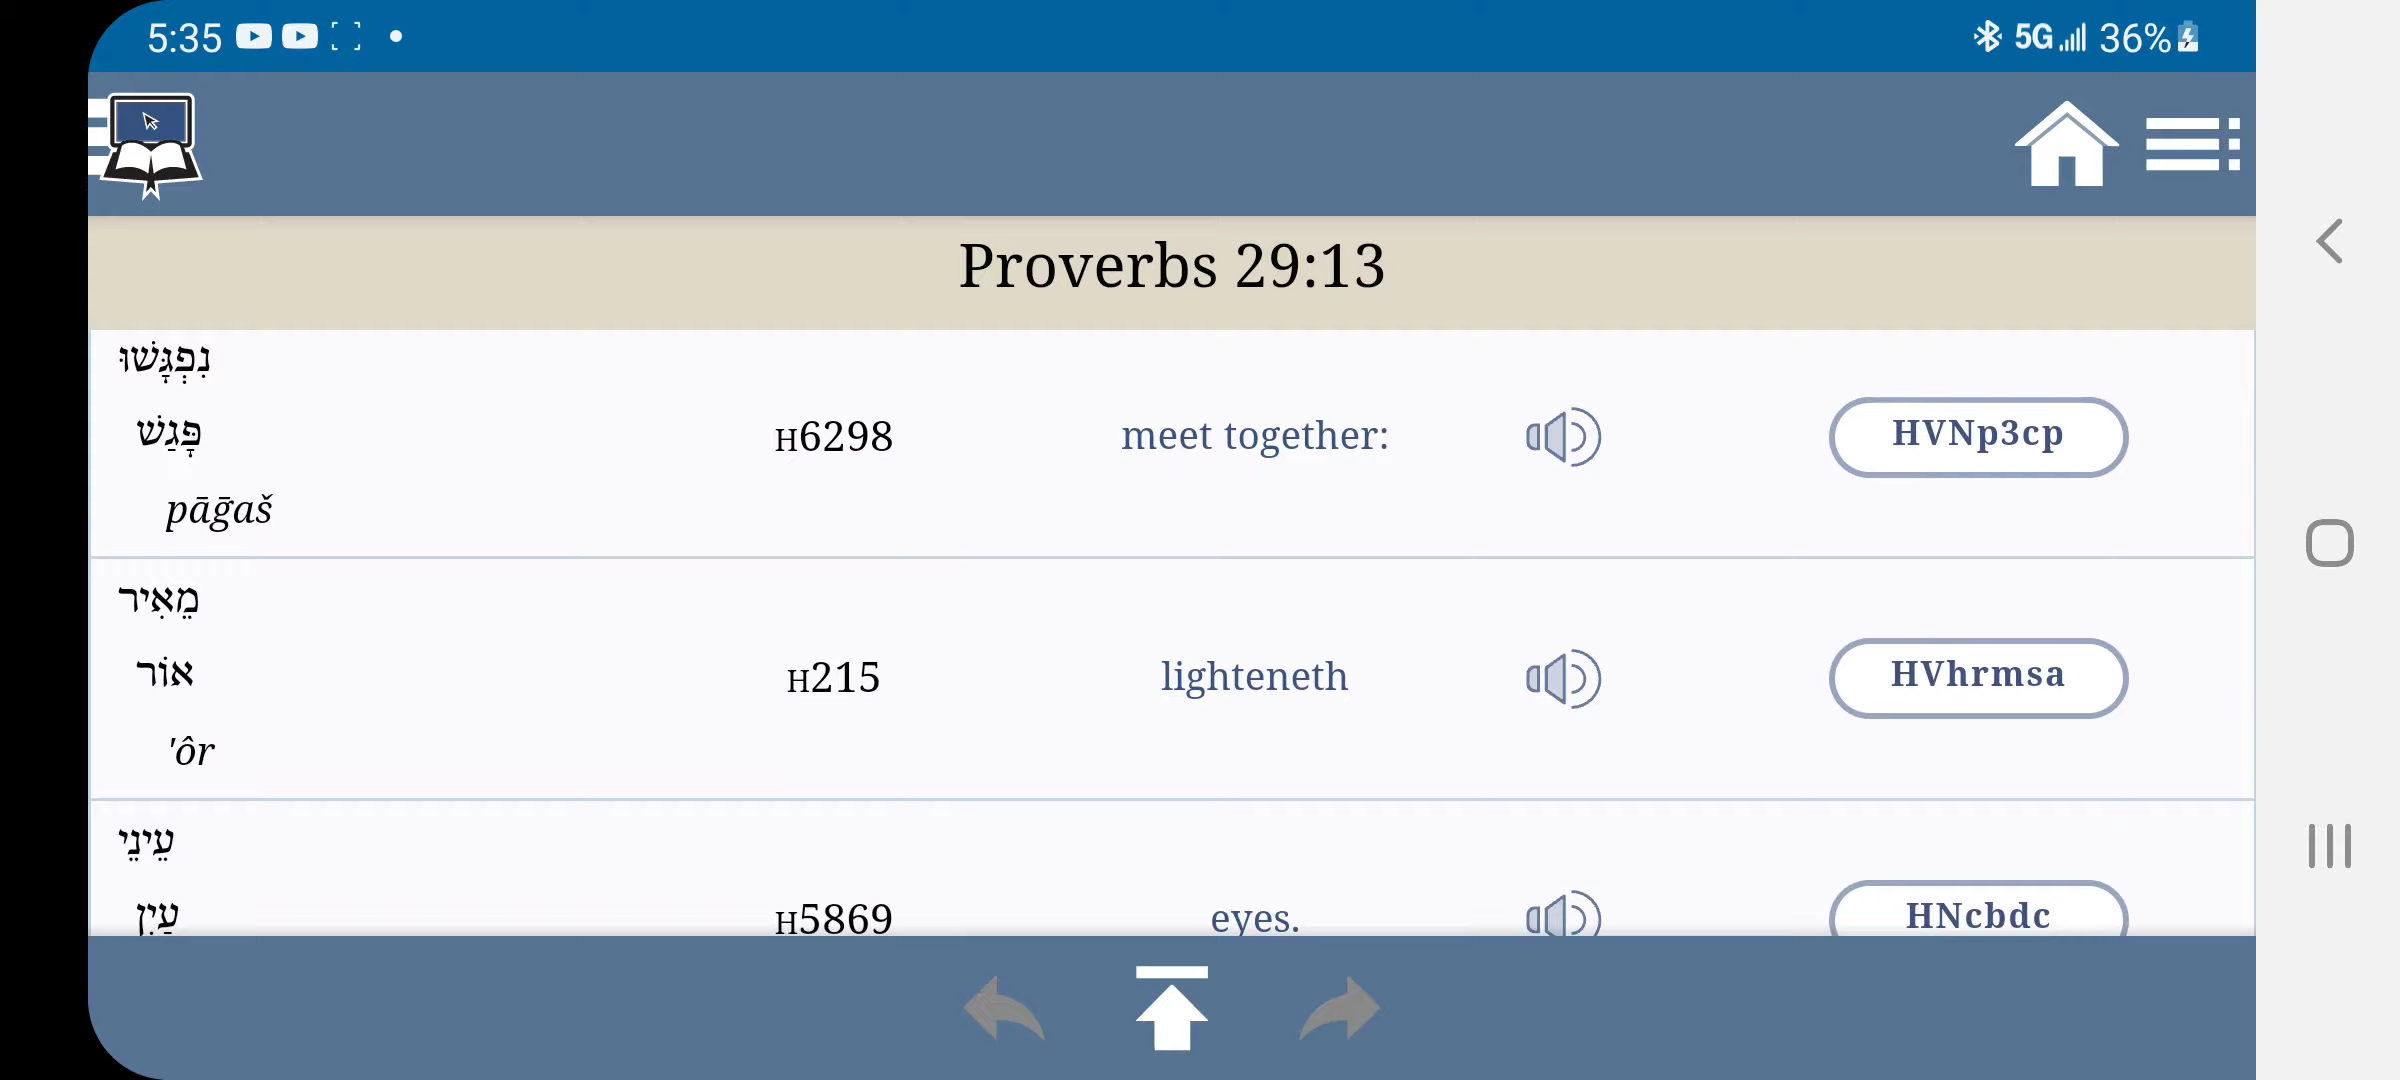 5:35 5G 36%
Proverbs 29:13
נִפְגָּ֑שׁוּ
פָּגַשׁ
pāḡaš
H6298 meet together: HVNp3cp
מֵאִיר
אוֹר
'ôr
H215 lighteneth HVhrmsa
עֵינֵי
עַיִן
H5869 eyes. HNcbdc